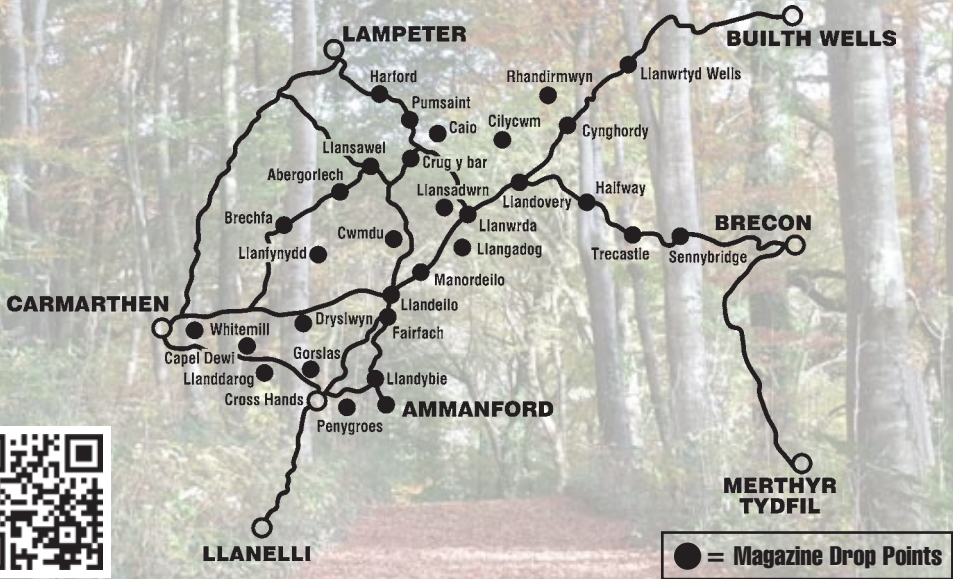 LAMPETER
BUILTH WELLS
Harford
Rhandirmwyn
Llanwrtyd Wells
Pumsaint
Caio
Cilycwm
Cynghordy
Llansawel
Crug y bar
Abergorlech
Llansadwrn
Llandovery
Halfway
Brechfa
Llanwrda
BRECON
Cwmdu
Llanfynydd
Llangadog
Trecastle
Sennybridge
Manordeilo
CARMARTHEN
Llandeilo
Dryslwyn
Whitemill
Fairfach
Capel Dewi
Gorslas
Llanddarog
Llandybie
Cross Hands
AMMANFORD
Penygroes
MERTHYR
TYDFIL
LLANELLI
= Magazine Drop Points